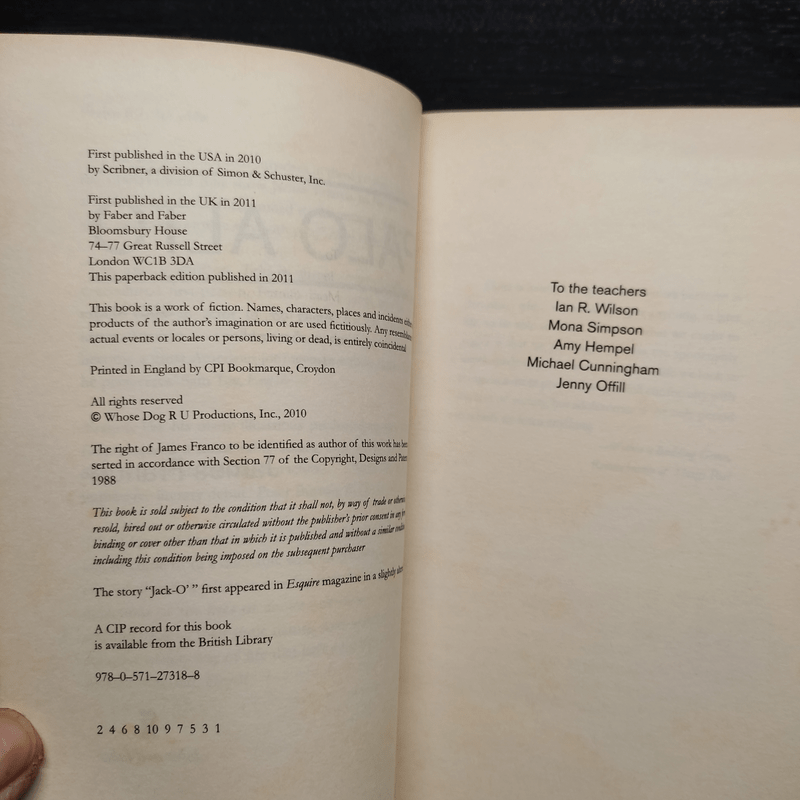 First published in the USA in 2010
by Scribner, a division of Simon & Schuster, Inc.
First published in the UK in 2011
by Faber and Faber
Bloomsbury House
74–77 Great Russell Street
London WC1B 3DA
This paperback edition published in 2011
This book is a work of fiction. Names, characters, places and incidents
products of the author's imagination or are used fictitiously. Any
actual events or locales or persons, living or dead, is entirely coincidental
Printed in England by CPI Bookmarque, Croydon
All rights reserved
© Whose Dog R U Productions, Inc., 2010
The right of James Franco to be identified as author of this work has
serted in accordance with Section 77 of the Copyright, Designs and
1988
This book is sold subject to the condition that it shall not, by way of trade or
resold, hired out or otherwise circulated without the publisher's prior consent in any
binding or cover other than that in which it is published and without a similar
including this condition being imposed on the subsequent purchaser
The story "Jack-O' " first appeared in Esquire magazine in a slightly
A CIP record for this book
is available from the British Library
978–0–571–27318–8
2 4 6 8 10 9 7 5 3 1
To the teachers
Ian R. Wilson
Mona Simpson
Amy Hempel
Michael Cunningham
Jenny Offill